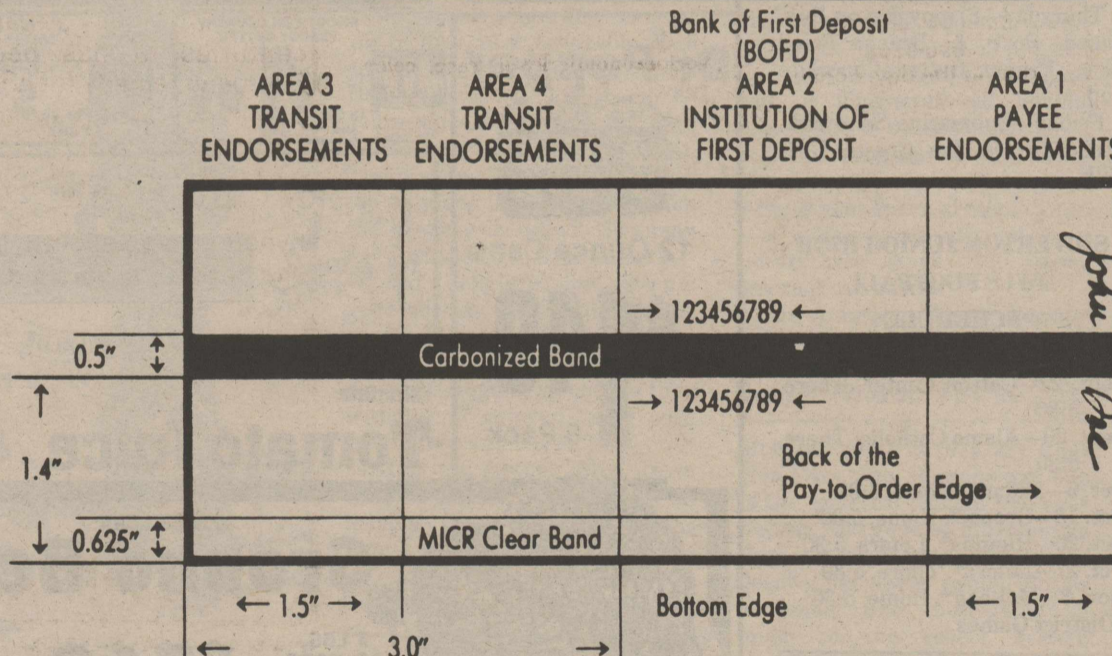 Bank of First Deposit
(BOFD)
AREA 3 AREA 4 AREA 2 AREA 1
TRANSIT TRANSIT INSTITUTION OF PAYEE
ENDORSEMENTS ENDORSEMENTS FIRST DEPOSIT ENDORSEMENTS
→ 123456789 ←
John
0.5"
Carbonized Band
→ 123456789 ←
1.4"
Back of the
Pay-to-Order Edge →
0.625"
MICR Clear Band
← 1.5" →
Bottom Edge
← 1.5" →
← 3.0" →